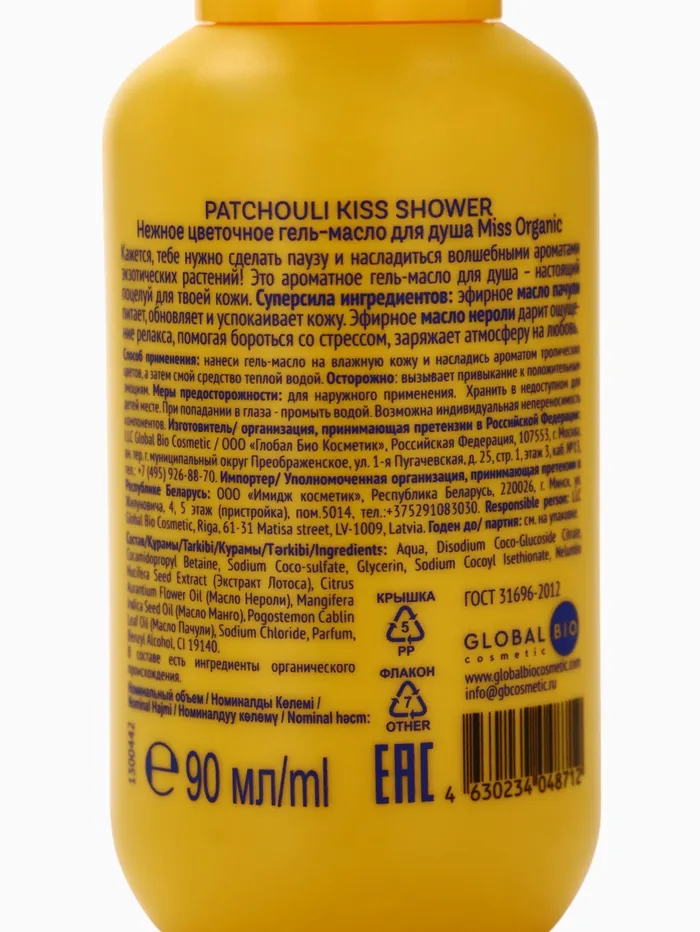 PATCHOULI KISS SHOWER
Нежное цветочное гель-масло для душа Miss Organic
Кажется, тебе нужно сделать паузу и насладиться волшебными ароматами
экзотических растений! Это ароматное гель-масло для душа - настоящий
поцелуй для твоей кожи. Суперсила ингредиентов: эфирное масло пачули
питает, обновляет и успокаивает кожу. Эфирное масло нероли дарит ощуще-
ние релакса, помогая бороться со стрессом, заряжает атмосферу на любовь.
Способ применения: нанеси гель-масло на влажную кожу и насладись ароматом тропических
цветов, а затем смой средство теплой водой. Осторожно: вызывает привыкание к положительным
эмоциям. Меры предосторожности: для наружного применения. Хранить в недоступном для
детей месте. При попадании в глаза - промыть водой. Возможна индивидуальная непереносимость
компонентов. Изготовитель/ организация, принимающая претензии в Российской Федерации:
LLC Global Bio Cosmetic / ООО «Глобал Био Косметик», Российская Федерация, 107553, г. Москва,
вн. тер. г. муниципальный округ Преображенское, ул. 1-я Пугачевская, д. 25, стр. 1, этаж 3, каб №13,
тел.: +7 (495) 926-88-70. Импортер/ Уполномоченная организация, принимающая претензии в
Республике Беларусь: ООО «Имидж косметик», Республика Беларусь, 220026, г. Минск, ул.
Жилуновича, 4, 5 этаж (пристройка), пом.5014, тел.:+375291083030. Responsible person: LLC
Global Bio Cosmetic, Riga, 61-31 Matisa street, LV-1009, Latvia. Годен до/ партия: см. на упаковке.
Состав/Құрамы/Tarkibi/Курамы/Tərkibi/Ingredients: Aqua, Disodium Coco-Glucoside Citrate,
Cocamidopropyl Betaine, Sodium Coco-sulfate, Glycerin, Sodium Cocoyl Isethionate, Nelumbo
Nucifera Seed Extract (Экстракт Лотоса), Citrus
Aurantium Flower Oil (Масло Нероли), Mangifera
Indica Seed Oil (Масло Манго), Pogostemon Cablin
Leaf Oil (Масло Пачули), Sodium Chloride, Parfum,
Benzyl Alcohol, CI 19140.
В составе есть ингредиенты органического
происхождения.
Номинальный объем / Номиналды Көлемі /
Nominal Hajmi / Номиналдуу көлөмү / Nominal həcm:
1300442
℮ 90 мл/ml
КРЫШКА
5
PP
ФЛАКОН
7
OTHER
EAC
ГОСТ 31696-2012
GLOBAL BIO
cosmetic
www.globalbiocosmetic.com
info@gbcosmetic.ru
4 630234 048712